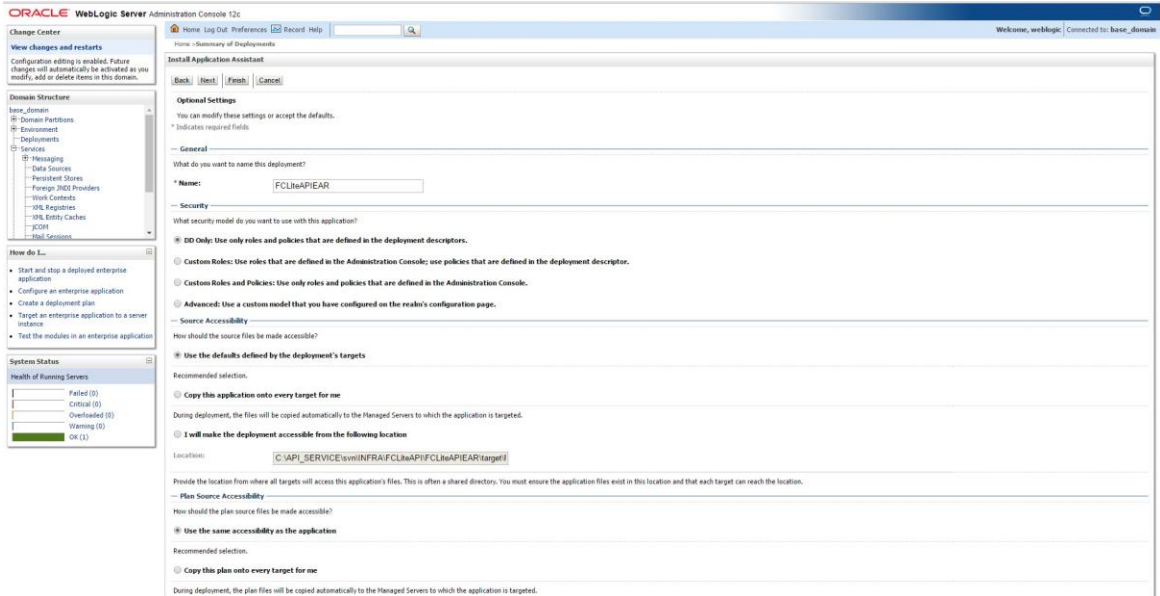 ORACLE WebLogic Server Administration Console 12c
Change Center
View changes and restarts
Configuration editing is enabled. Future
changes will automatically be activated as you
modify, add or delete items in this domain.
Domain Structure
base_domain
Domain Partitions
Environment
Deployments
Services
Messaging
Data Sources
Persistent Stores
Foreign JNDI Providers
Work Contexts
XML Registries
XML Entity Caches
jCOM
Mail Sessions
How do I...
Start and stop a deployed enterprise
application
Configure an enterprise application
Create a deployment plan
Target an enterprise application to a server
instance
Test the modules in an enterprise application
System Status
Health of Running Servers
Failed (0)
Critical (0)
Overloaded (0)
Warning (0)
OK (1)
Home Log Out Preferences Record Help
Welcome, weblogic Connected to: base_domain
Home >Summary of Deployments
Install Application Assistant
Back Next Finish Cancel
Optional Settings
You can modify these settings or accept the defaults.
* Indicates required fields
General
What do you want to name this deployment?
* Name: FCLiteAPIEAR
Security
What security model do you want to use with this application?
DD Only: Use only roles and policies that are defined in the deployment descriptors.
Custom Roles: Use roles that are defined in the Administration Console; use policies that are defined in the deployment descriptor.
Custom Roles and Policies: Use only roles and policies that are defined in the Administration Console.
Advanced: Use a custom model that you have configured on the realm's configuration page.
Source Accessibility
How should the source files be made accessible?
Use the defaults defined by the deployment's targets
Recommended selection.
Copy this application onto every target for me
During deployment, the files will be copied automatically to the Managed Servers to which the application is targeted.
I will make the deployment accessible from the following location
Location: C:\API_SERVICE\svn\INFRA\FCLiteAPI\FCLiteAPIEAR\target\
Provide the location from where all targets will access this application's files. This is often a shared directory. You must ensure the application files exist in this location and that each target can reach the location.
Plan Source Accessibility
How should the plan source files be made accessible?
Use the same accessibility as the application
Recommended selection.
Copy this plan onto every target for me
During deployment, the plan files will be copied automatically to the Managed Servers to which the application is targeted.